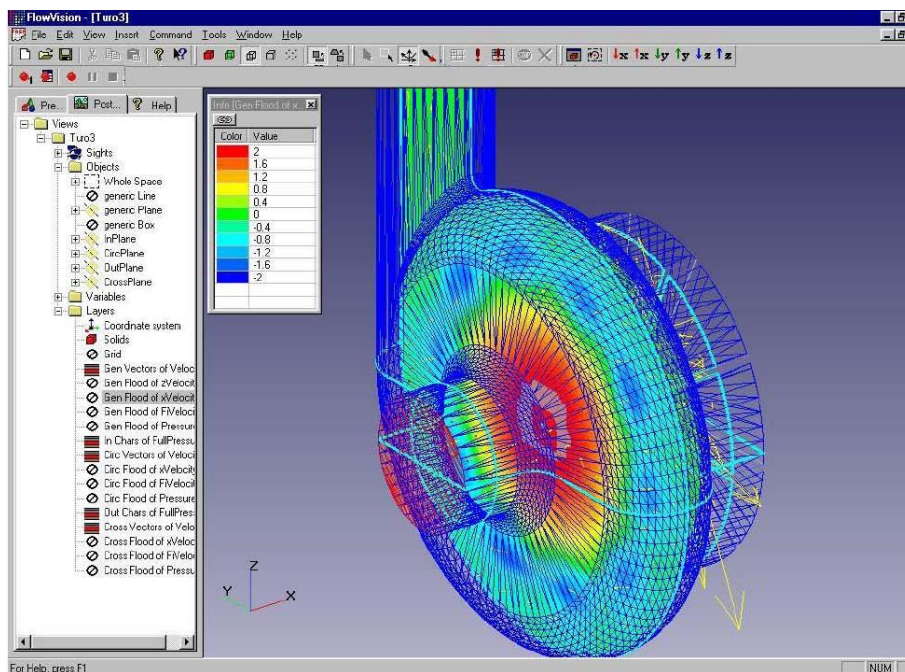 FlowVision - [Turo3]
File Edit View Insert Command Tools Window Help
x x y y z z
Pre... Post... Help
Views
Turo3
Sights
Objects
Whole Space
generic Line
generic Plane
generic Box
InPlane
CircPlane
OutPlane
CrossPlane
Variables
Layers
Coordinate system
Solids
Grid
Gen Vectors of Veloc
Gen Flood of zVelocit
Gen Flood of xVelocit
Gen Flood of FiVeloci
Gen Flood of Pressure
In Chars of FullPressu
Circ Vectors of Veloci
Circ Flood of xVelocity
Circ Flood of FiVelocit
Circ Flood of Pressure
Out Chars of FullPres
Cross Vectors of Velo
Cross Flood of xVeloc
Cross Flood of FiVeloc
Cross Flood of Pressu
Info [Gen Flood of x.
Color Value
2
1.6
1.2
0.8
0.4
0
-0.4
-0.8
-1.2
-1.6
-2
Z
Y X
For Help, press F1
NUM